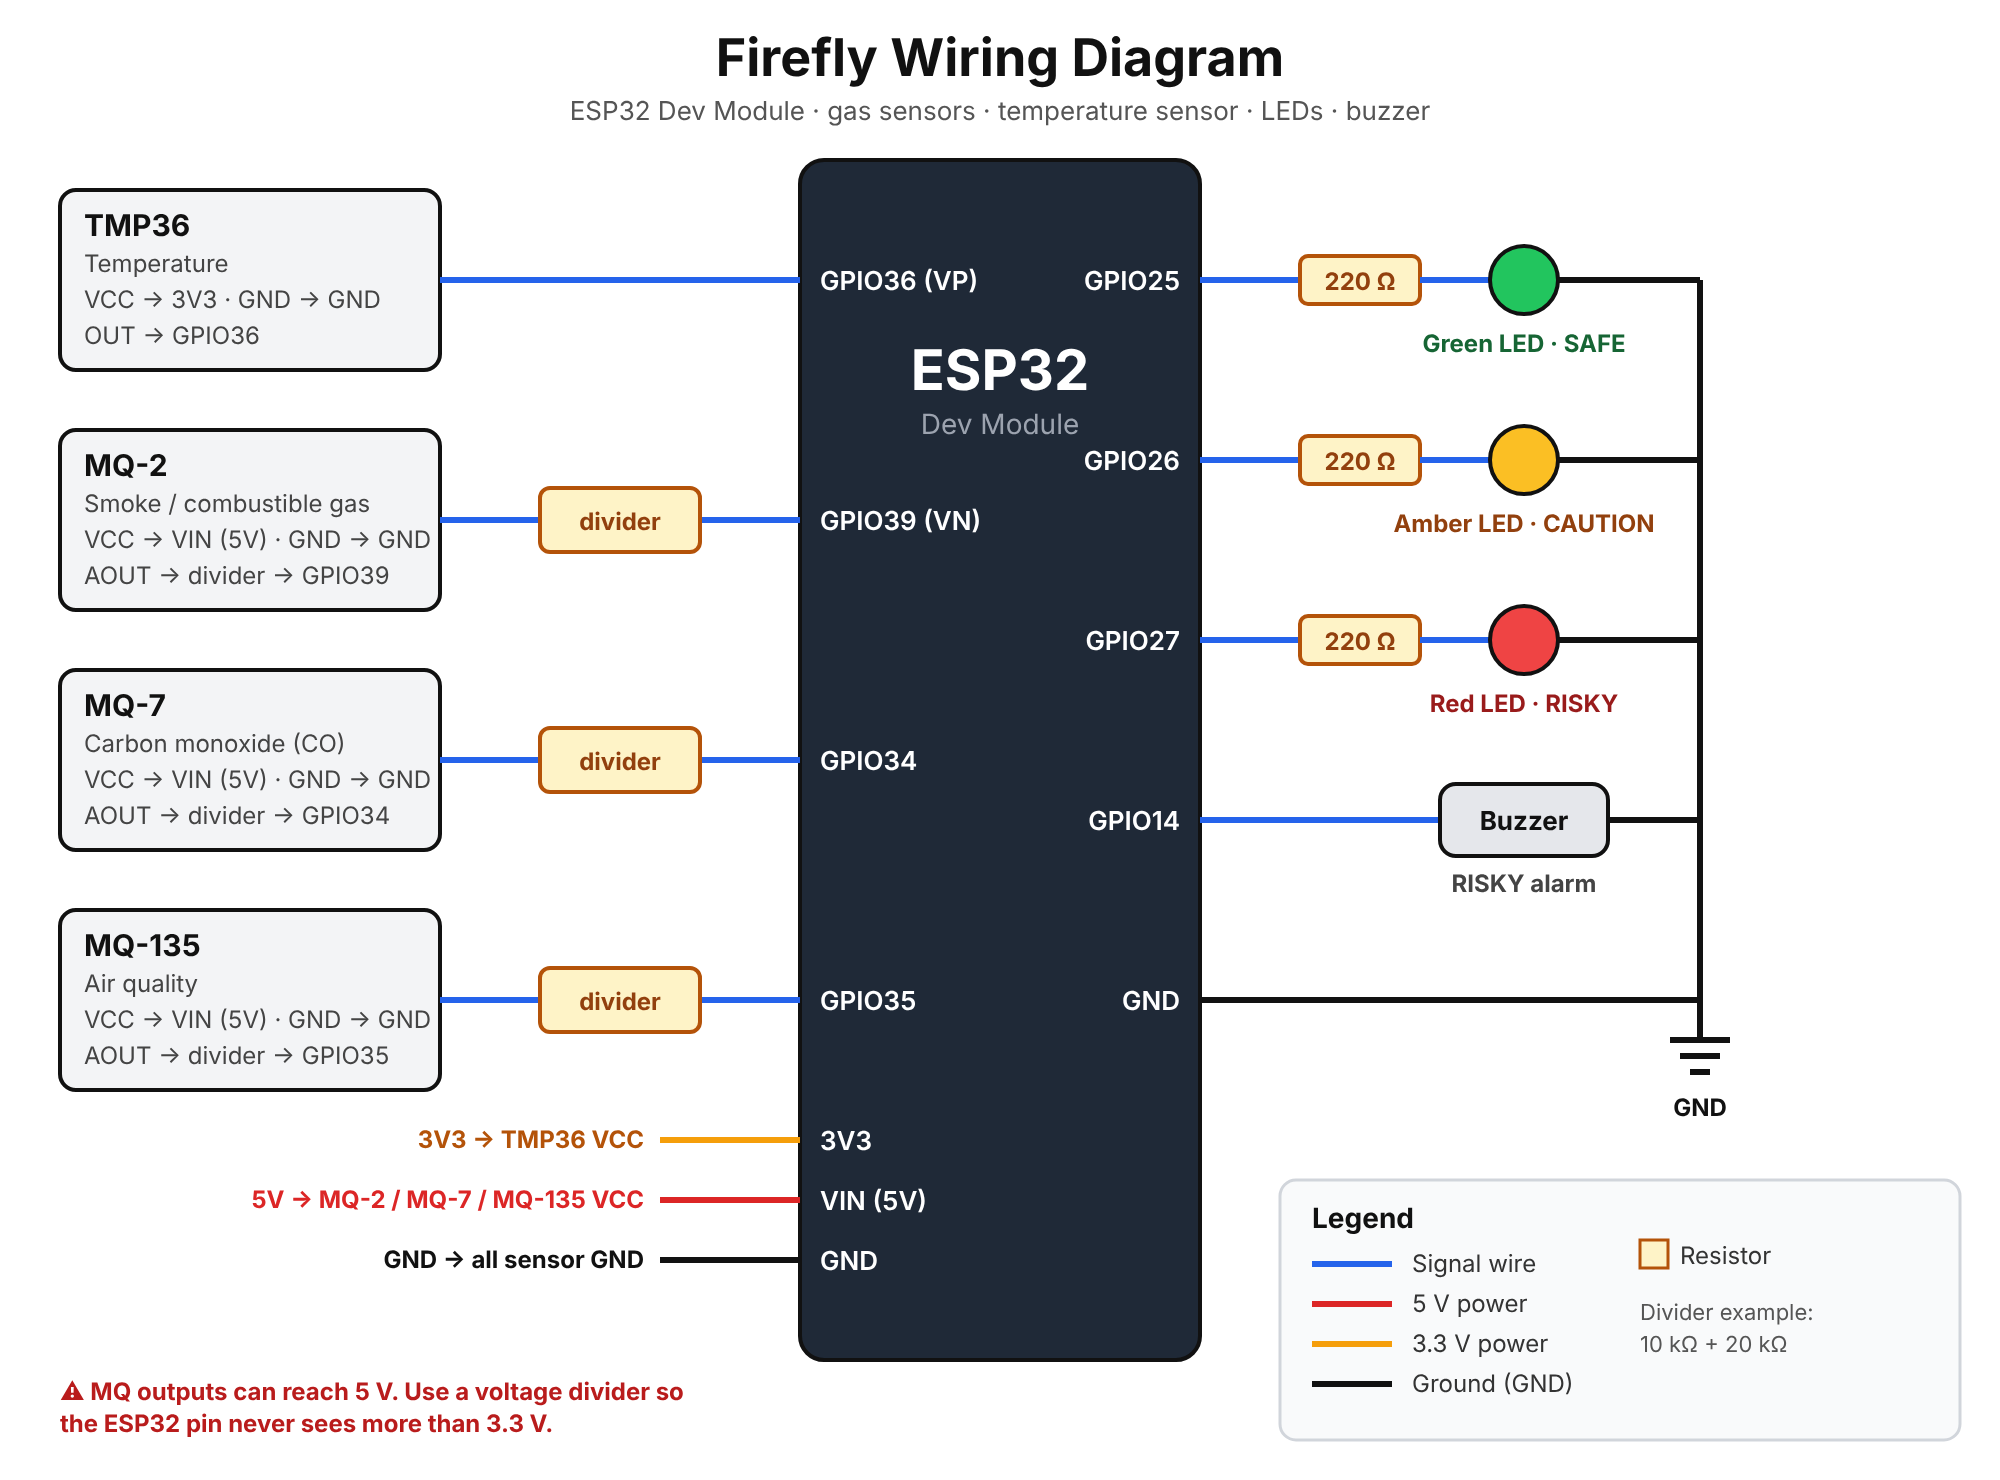 Firefly Wiring Diagram
ESP32 Dev Module · gas sensors · temperature sensor · LEDs · buzzer
TMP36
Temperature
VCC → 3V3 · GND → GND
OUT → GPIO36
MQ-2
Smoke / combustible gas
VCC → VIN (5V) · GND → GND
AOUT → divider → GPIO39
divider
MQ-7
Carbon monoxide (CO)
VCC → VIN (5V) · GND → GND
AOUT → divider → GPIO34
divider
MQ-135
Air quality
VCC → VIN (5V) · GND → GND
AOUT → divider → GPIO35
divider
3V3 → TMP36 VCC
5V → MQ-2 / MQ-7 / MQ-135 VCC
GND → all sensor GND
ESP32
Dev Module
GPIO36 (VP)
GPIO39 (VN)
GPIO34
GPIO35
3V3
VIN (5V)
GND
GPIO25
GPIO26
GPIO27
GPIO14
GND
220 Ω
Green LED · SAFE
220 Ω
Amber LED · CAUTION
220 Ω
Red LED · RISKY
Buzzer
RISKY alarm
GND
Legend
Signal wire
5 V power
3.3 V power
Ground (GND)
Resistor
Divider example:
10 kΩ + 20 kΩ
⚠ MQ outputs can reach 5 V. Use a voltage divider so
the ESP32 pin never sees more than 3.3 V.